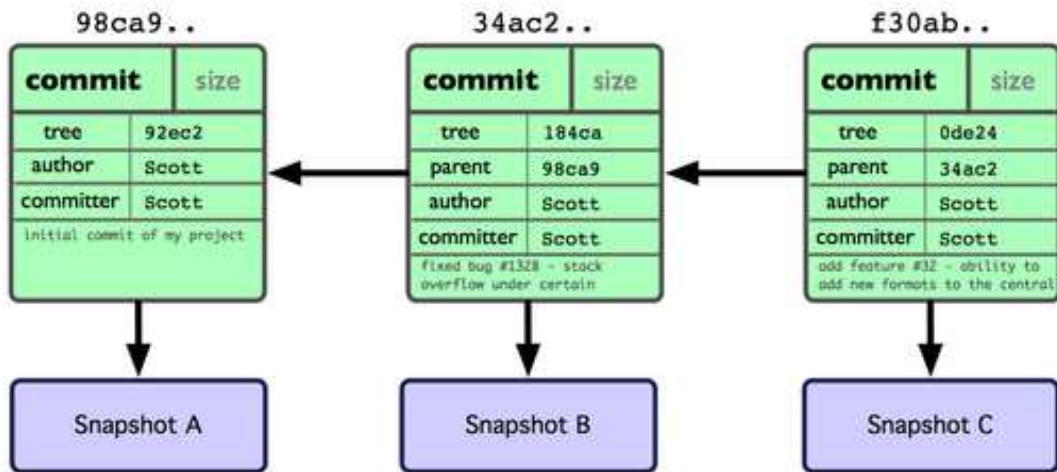 98ca9..
commit size
tree 92ec2
author Scott
committer Scott
initial commit of my project
Snapshot A
34ac2..
commit size
tree 184ca
parent 98ca9
author Scott
committer Scott
fixed bug #1328 - stack
overflow under certain
Snapshot B
f30ab..
commit size
tree 0de24
parent 34ac2
author Scott
committer Scott
add feature #32 - ability to
add new formats to the central
Snapshot C